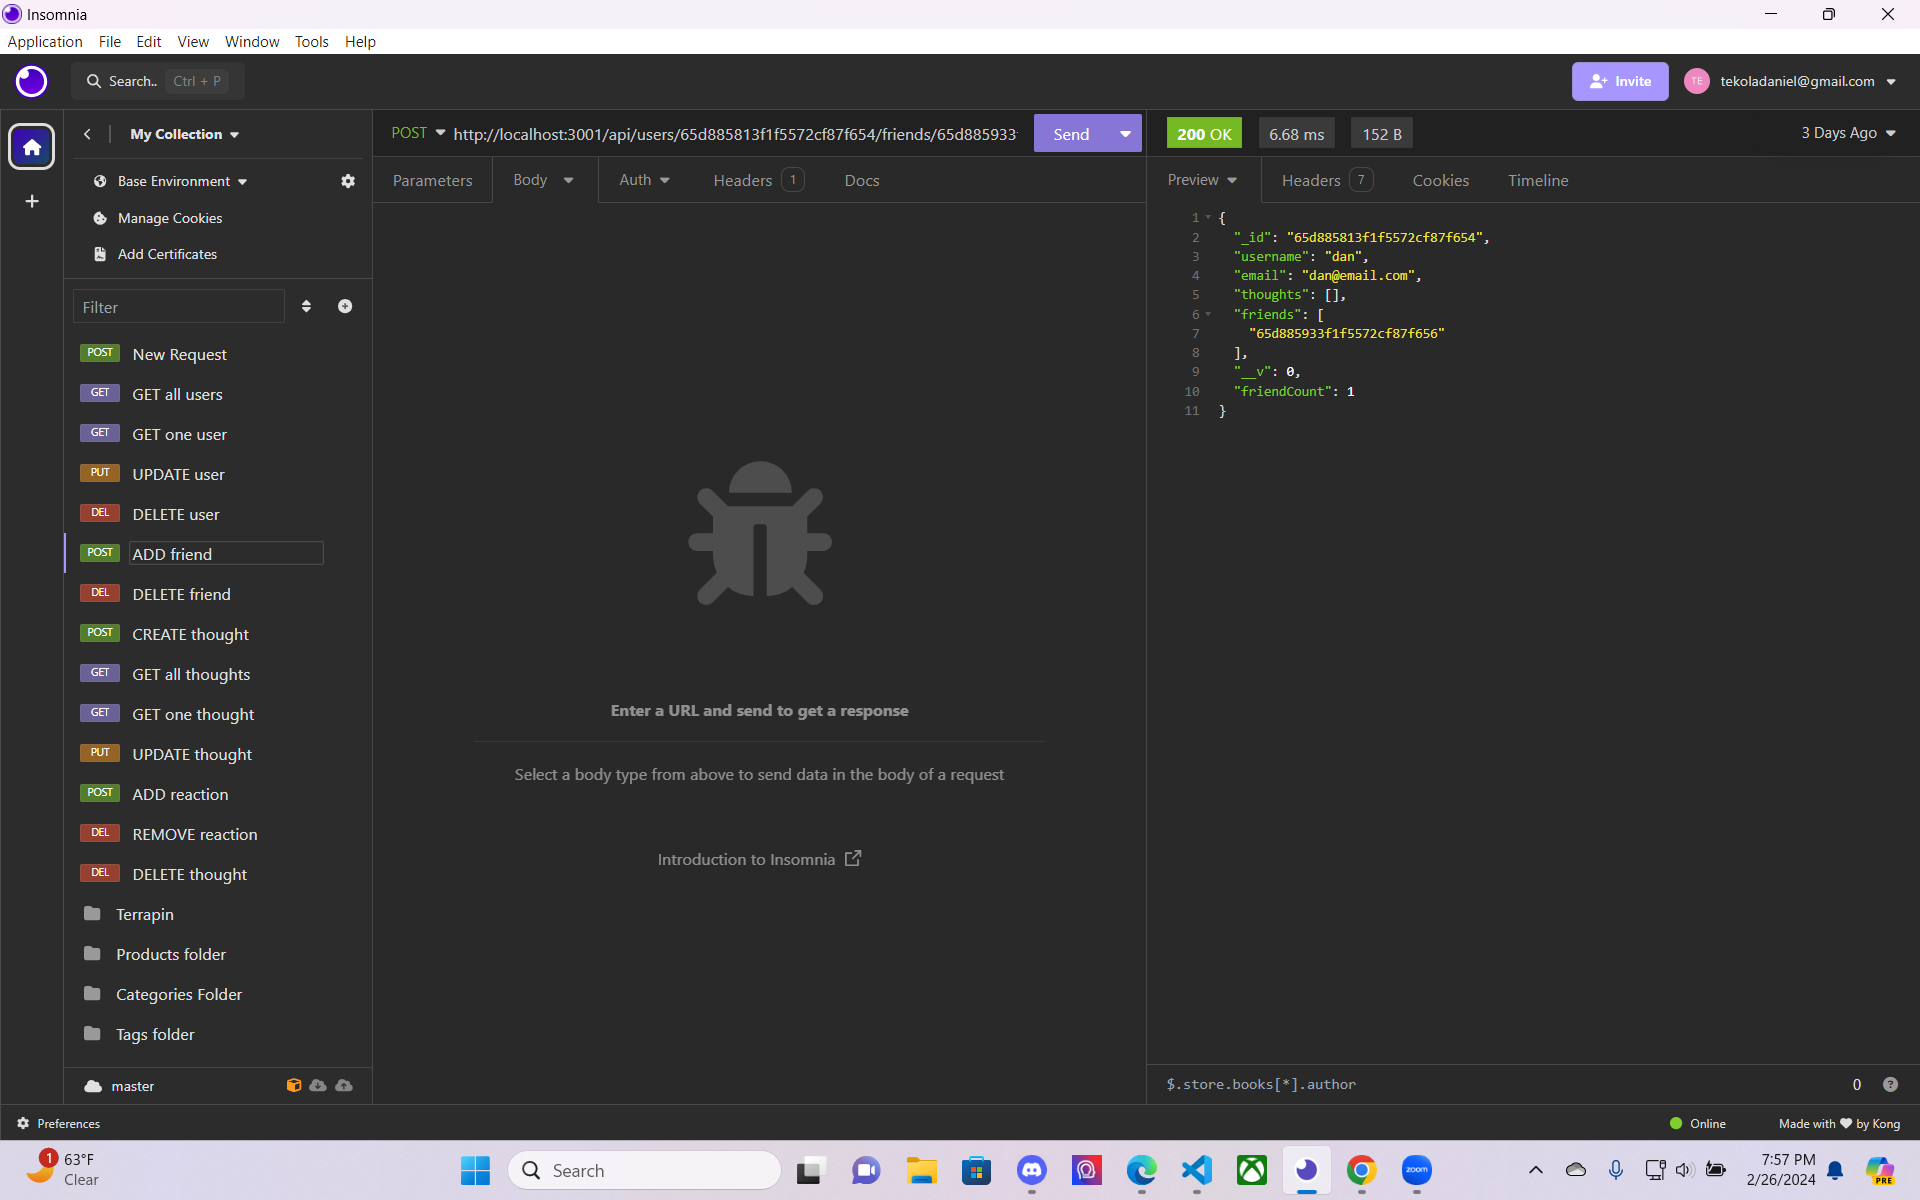 Insomnia
Application File Edit View Window Tools Help
Search.. Ctrl + P
Invite
TE
tekoladaniel@gmail.com
My Collection
Base Environment
Manage Cookies
Add Certificates
Filter
POST New Request
GET GET all users
GET GET one user
PUT UPDATE user
DEL DELETE user
POST ADD friend
DEL DELETE friend
POST CREATE thought
GET GET all thoughts
GET GET one thought
PUT UPDATE thought
POST ADD reaction
DEL REMOVE reaction
DEL DELETE thought
Terrapin
Products folder
Categories Folder
Tags folder
master
POST http://localhost:3001/api/users/65d885813f1f5572cf87f654/friends/65d885933 Send
Parameters Body Auth Headers 1 Docs
Enter a URL and send to get a response
Select a body type from above to send data in the body of a request
Introduction to Insomnia
200 OK 6.68 ms 152 B 3 Days Ago
Preview Headers 7 Cookies Timeline
1 {
2 "_id": "65d885813f1f5572cf87f654",
3 "username": "dan",
4 "email": "dan@email.com",
5 "thoughts": [],
6 "friends": [
7 "65d885933f1f5572cf87f656"
8 ],
9 "__v": 0,
10 "friendCount": 1
11 }
$.store.books[*].author 0 ?
Preferences
Online
Made with ❤ by Kong
1
63°F
Clear
Search
zoom
7:57 PM
2/26/2024
PRE